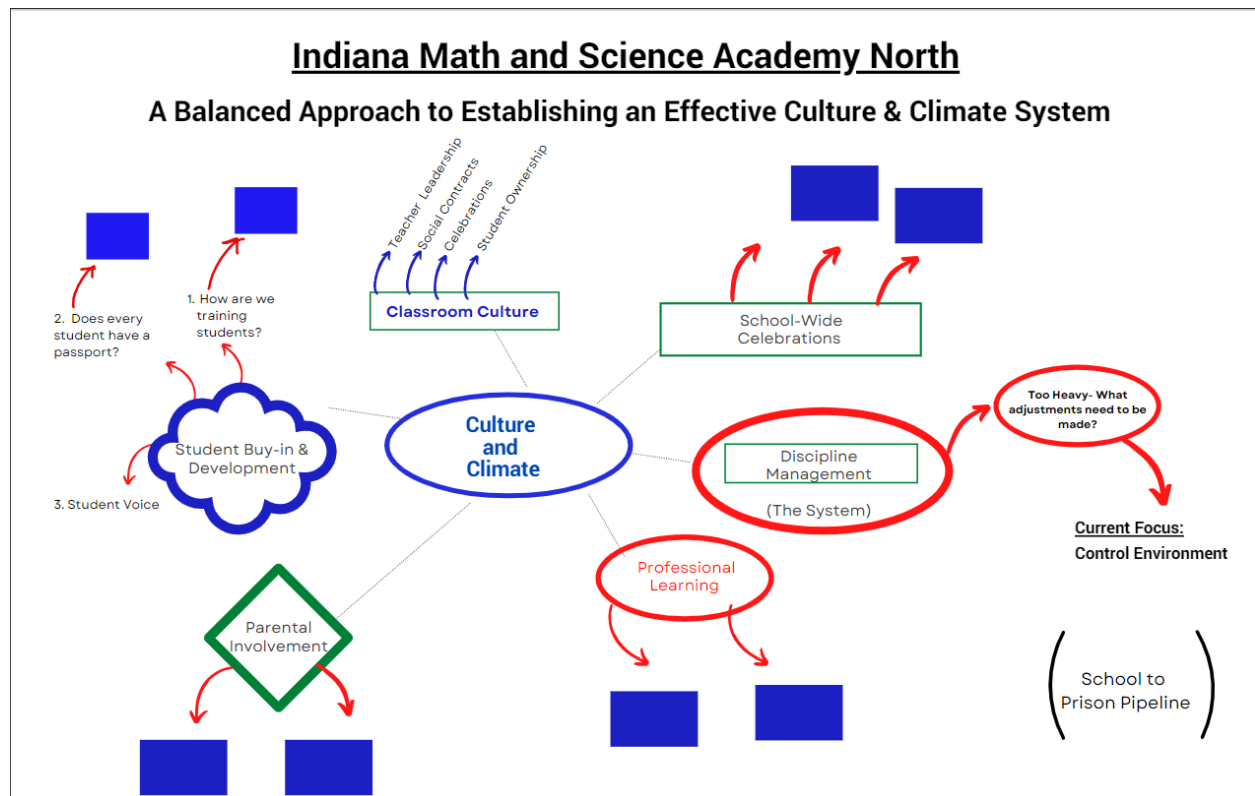 Indiana Math and Science Academy North
A Balanced Approach to Establishing an Effective Culture & Climate System
Teacher Leadership
Social Contracts
Celebrations
Student Ownership
Classroom Culture
School-Wide
Celebrations
1. How are we
training
students?
2. Does every
student have a
passport?
Student Buy-in &
Development
3. Student Voice
Culture
and
Climate
Discipline
Management
(The System)
Too Heavy- What
adjustments need to be
made?
Current Focus:
Control Environment
Professional
Learning
Parental
Involvement
School to
Prison Pipeline